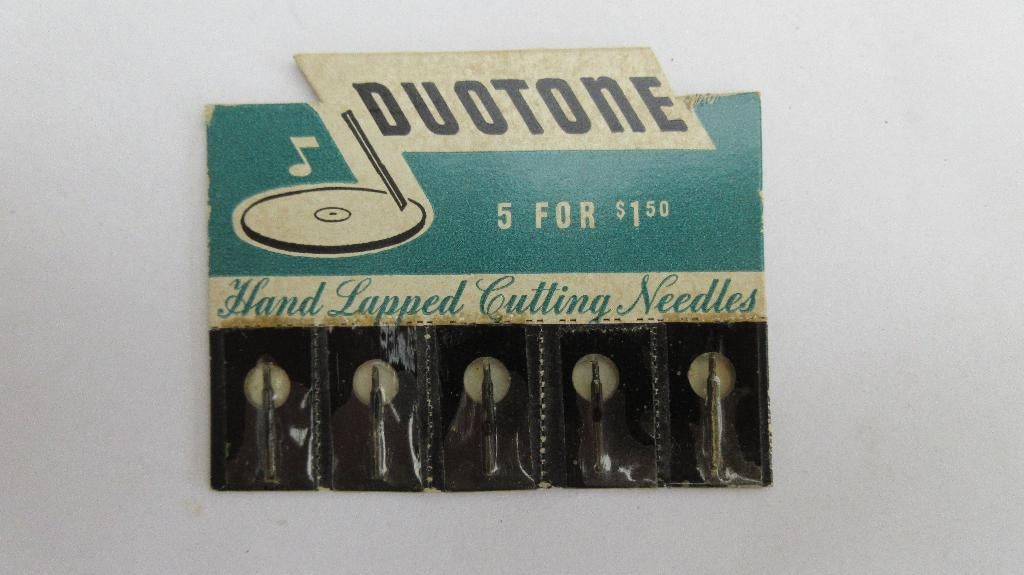 DUOTONE
5 FOR $1.50
Hand Lapped Cutting Needles